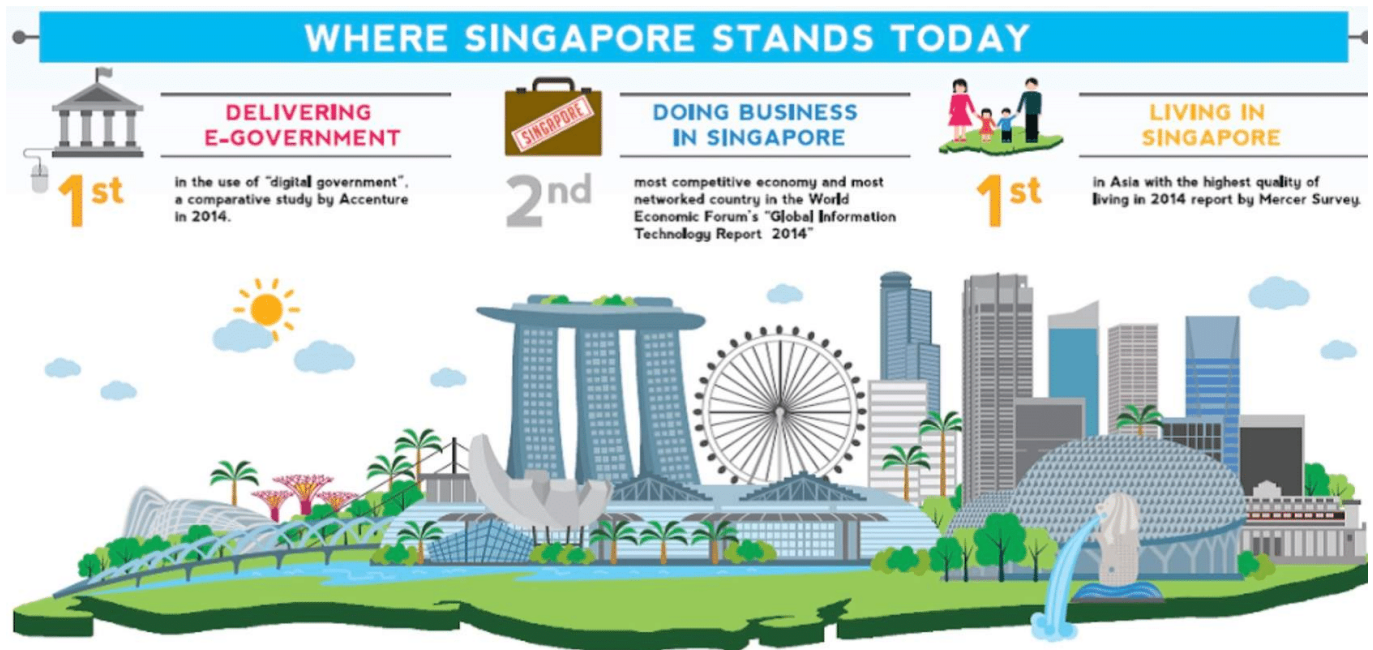 WHERE SINGAPORE STANDS TODAY
DELIVERING
E-GOVERNMENT
1st
in the use of "digital government",
a comparative study by Accenture
in 2014.
SINGAPORE
DOING BUSINESS
IN SINGAPORE
2nd
most competitive economy and most
networked country in the World
Economic Forum's "Global Information
Technology Report 2014"
LIVING IN
SINGAPORE
1st
in Asia with the highest quality of
living in 2014 report by Mercer Survey.